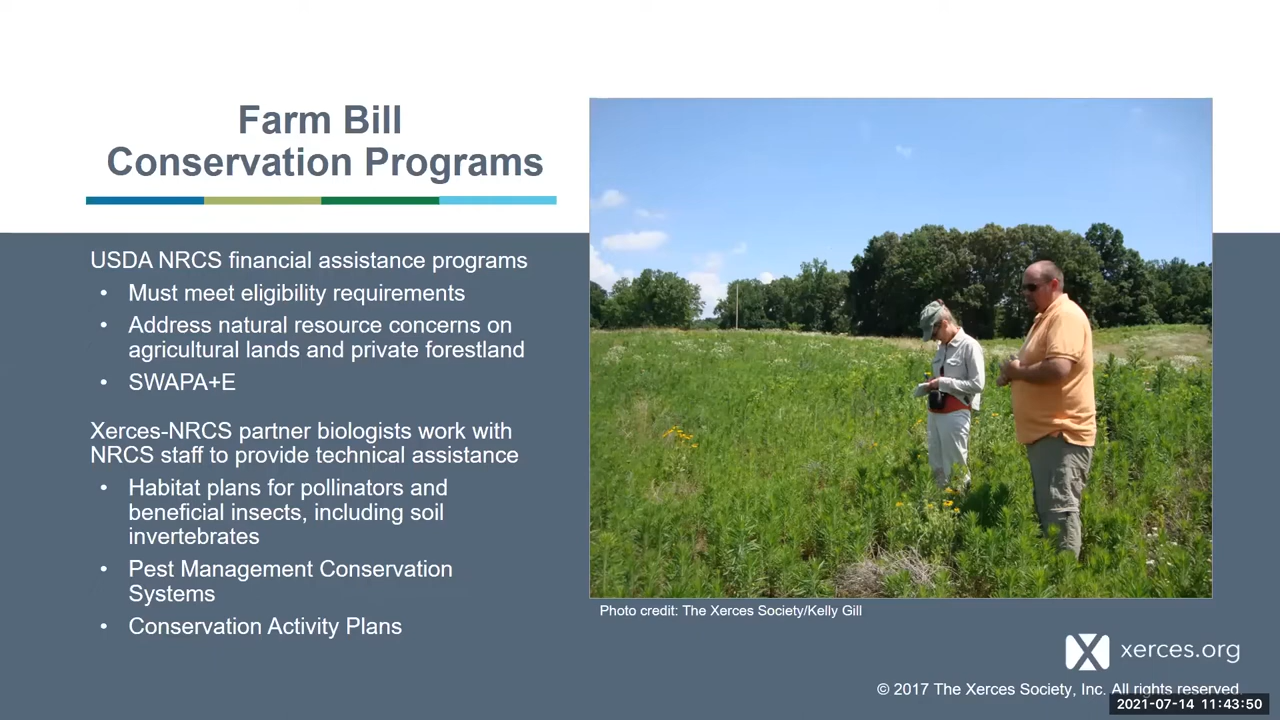 Farm Bill
Conservation Programs
USDA NRCS financial assistance programs
• Must meet eligibility requirements
• Address natural resource concerns on
agricultural lands and private forestland
• SWAPA+E
Xerces-NRCS partner biologists work with
NRCS staff to provide technical assistance
• Habitat plans for pollinators and
beneficial insects, including soil
invertebrates
• Pest Management Conservation
Systems
• Conservation Activity Plans
Photo credit: The Xerces Society/Kelly Gill
xerces.org
© 2017 The Xerces Society, Inc. All rights reserved.
2021-07-14 11:43:50